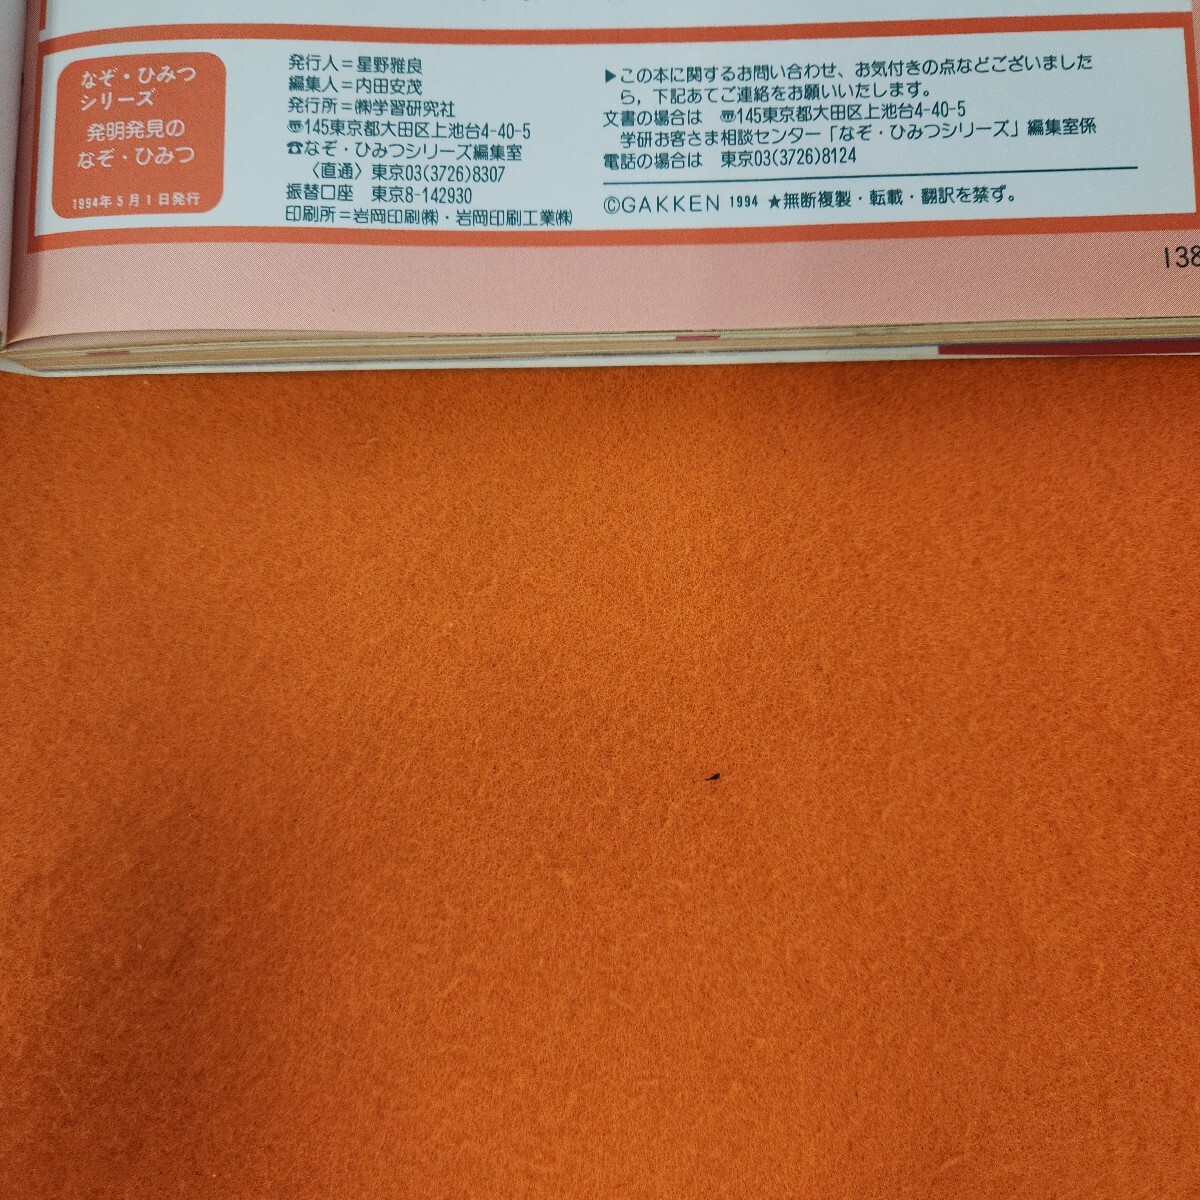 なぞ・ひみつ
シリーズ
発明発見の
なぞ・ひみつ
1994年5月1日発行
発行人＝星野雅良
編集人＝内田安茂
発行所＝㈱学習研究社
〠145東京都大田区上池台4-40-5
☎なぞ・ひみつシリーズ編集室
〈直通〉東京03(3726)8307
振替口座　東京8-142930
印刷所＝岩岡印刷㈱・岩岡印刷工業㈱
▶この本に関するお問い合わせ、お気付きの点などございました
ら，下記あてご連絡をお願いいたします。
文書の場合は　〠145東京都大田区上池台4-40-5
学研お客さま相談センター「なぞ・ひみつシリーズ」編集室係
電話の場合は　東京03(3726)8124
©GAKKEN 1994 ★無断複製・転載・翻訳を禁ず。
138